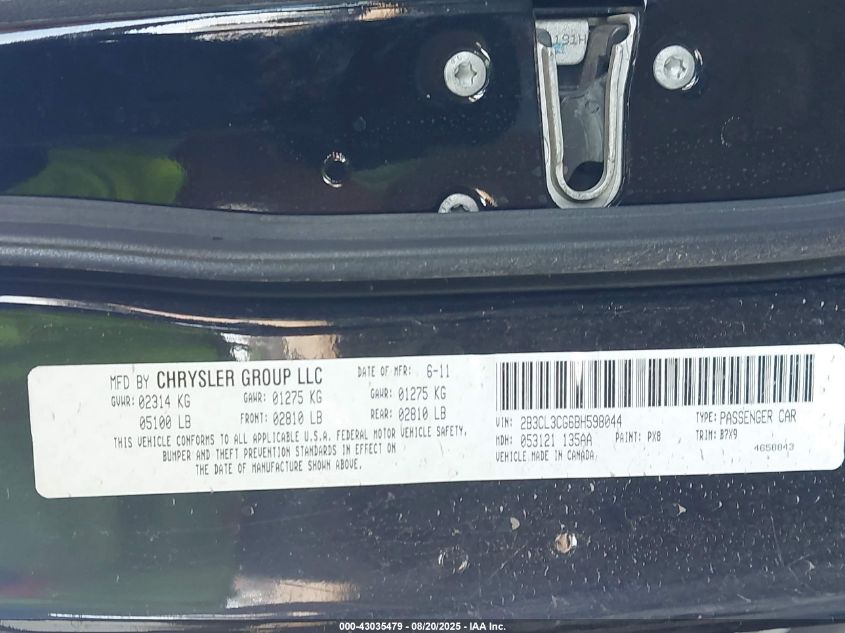 191H
MFD BY CHRYSLER GROUP LLC DATE OF MFR: 6-11
GVWR: 02314 KG GAWR: 01275 KG GAWR: 01275 KG
05100 LB FRONT: 02810 LB REAR: 02810 LB
THIS VEHICLE CONFORMS TO ALL APPLICABLE U.S.A. FEDERAL MOTOR VEHICLE SAFETY,
BUMPER AND THEFT PREVENTION STANDARDS IN EFFECT ON
THE DATE OF MANUFACTURE SHOWN ABOVE.
VIN: 2B3CL3CG6BH598044 TYPE: PASSENGER CAR
MDH: 053121 135AA PAINT: PX8 TRIM: B7X9
VEHICLE MADE IN CANADA. 4658043
000-43035479 - 08/20/2025 - IAA Inc.